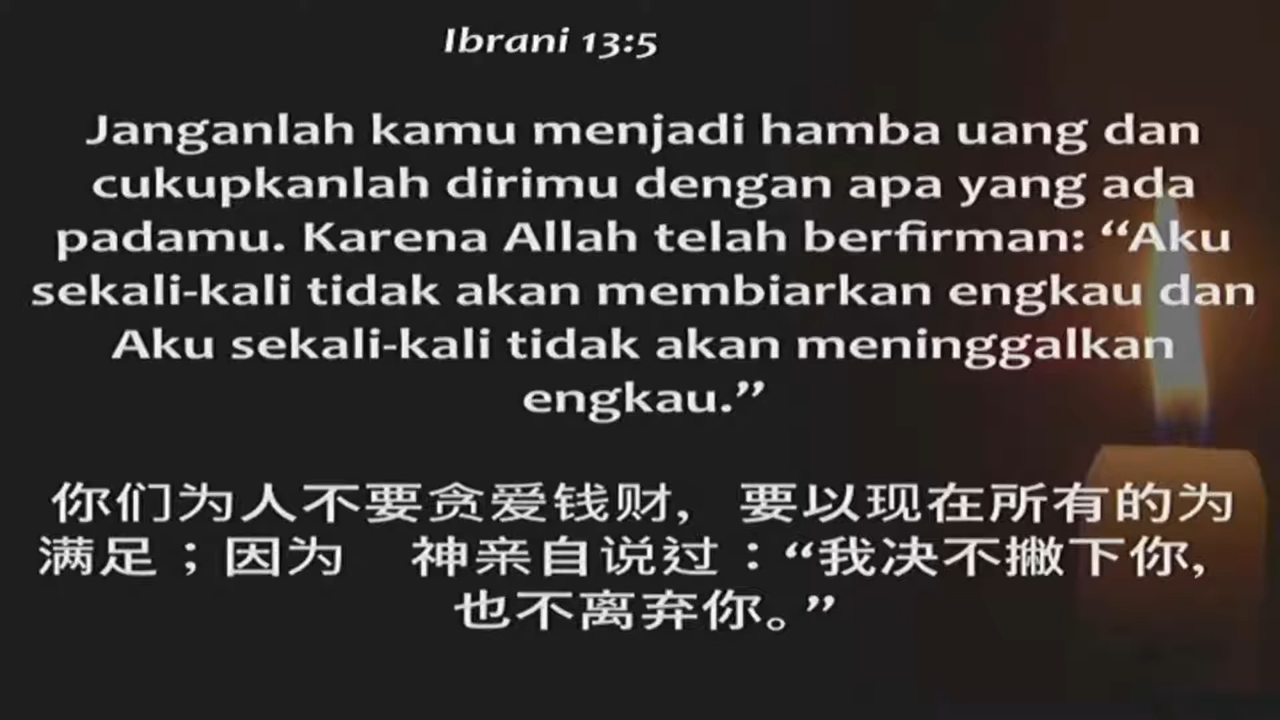 Ibrani 13:5
Janganlah kamu menjadi hamba uang dan
cukupkanlah dirimu dengan apa yang ada
padamu. Karena Allah telah berfirman: “Aku
sekali-kali tidak akan membiarkan engkau dan
Aku sekali-kali tidak akan meninggalkan
engkau.”
你们为人不要贪爱钱财, 要以现在所有的为
满足；因为　神亲自说过：“我决不撇下你,
也不离弃你。”